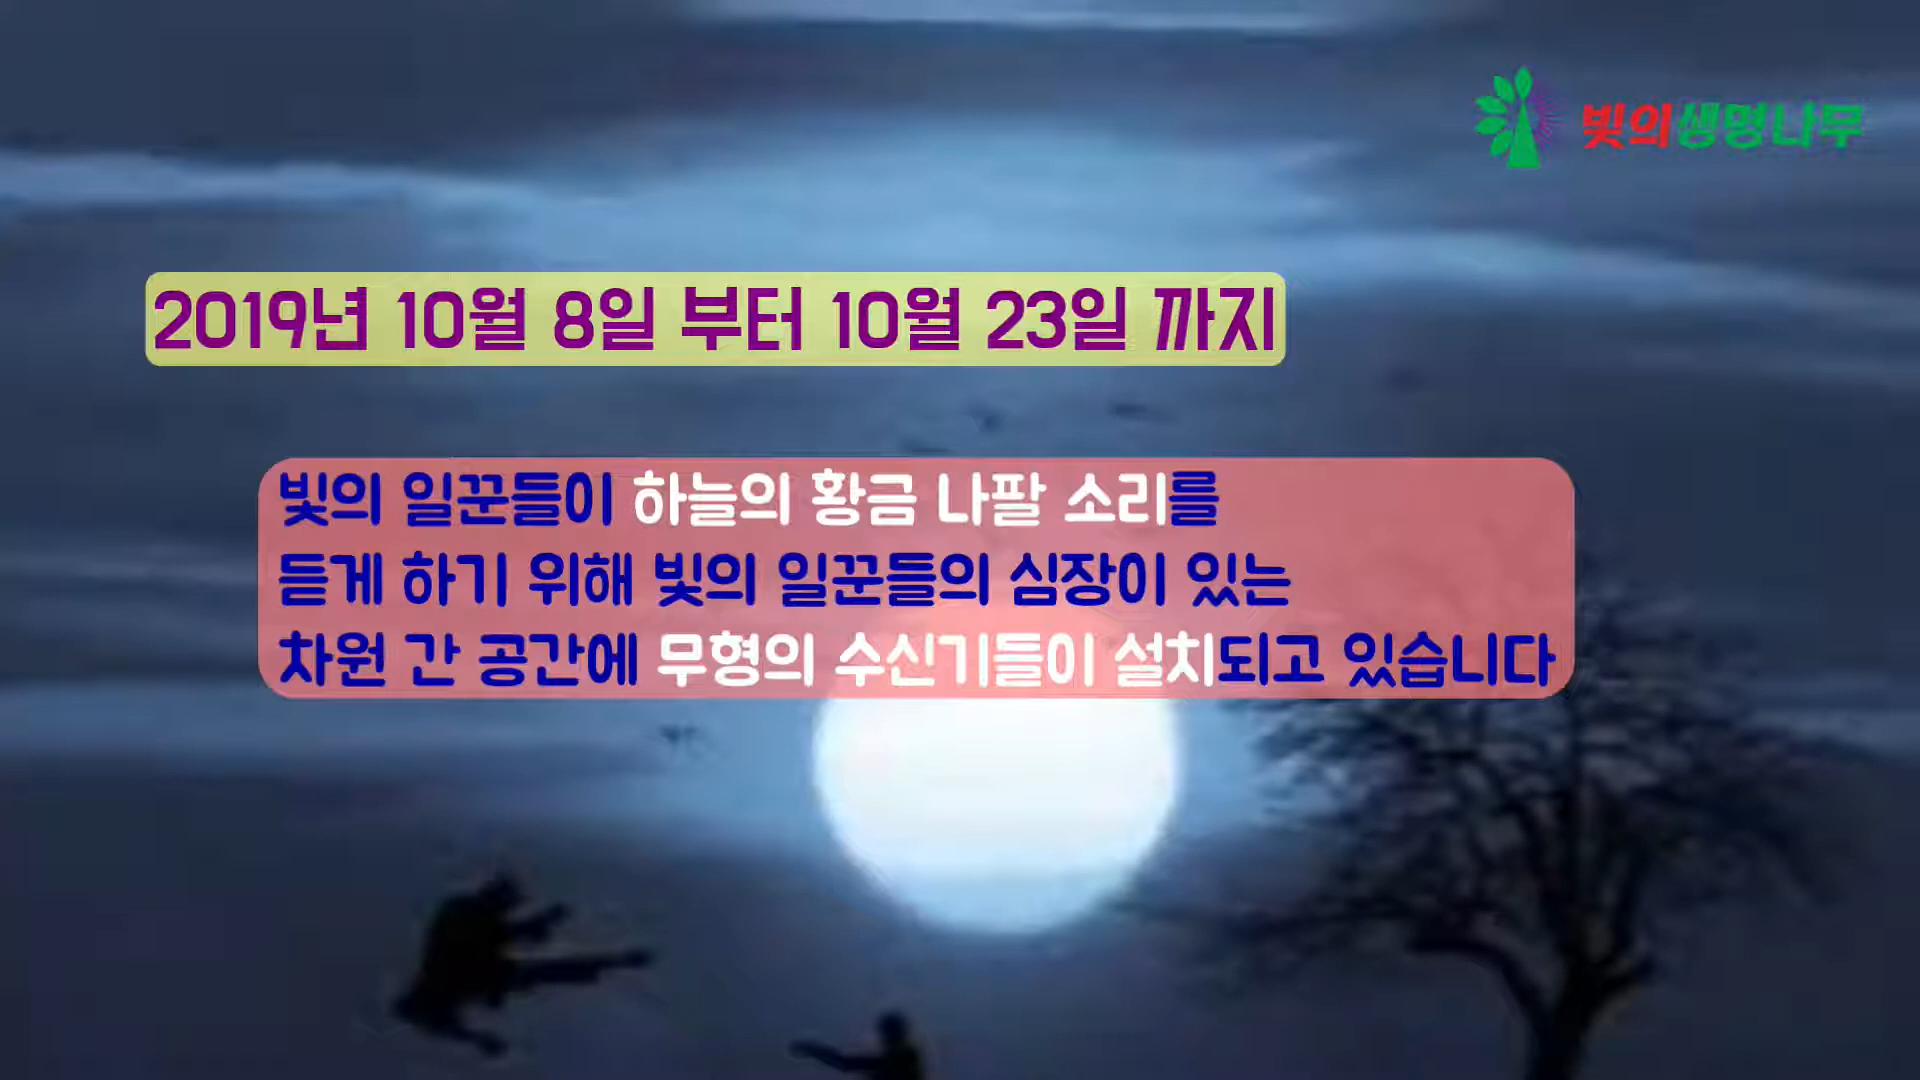 빛의생명나무
2019년 10월 8일 부터 10월 23일 까지
빛의 일꾼들이 하늘의 황금 나팔 소리를
듣게 하기 위해 빛의 일꾼들의 심장이 있는
차원 간 공간에 무형의 수신기들이 설치되고 있습니다